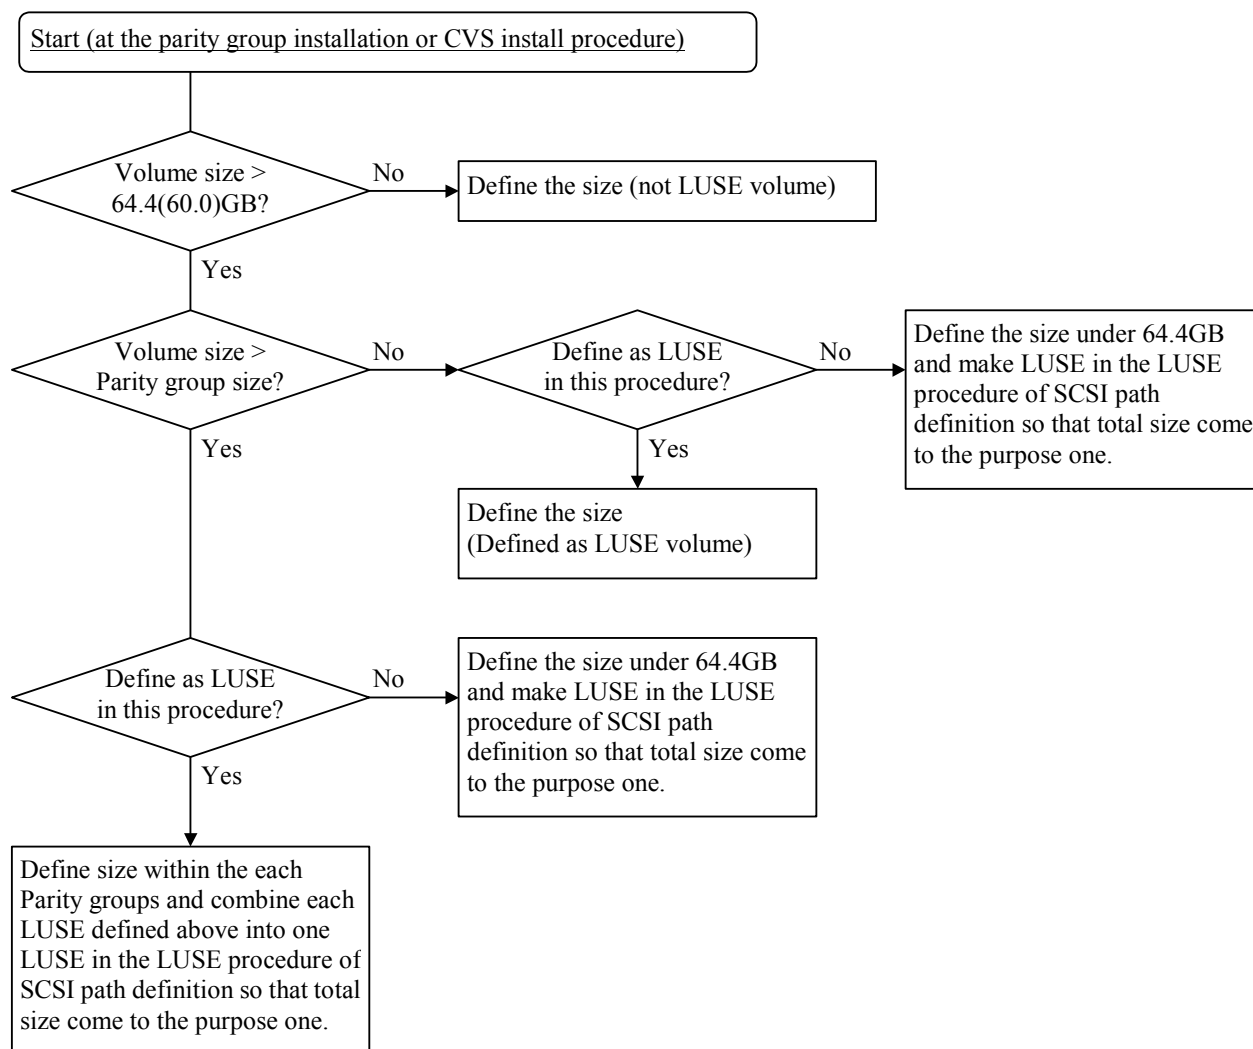 Start (at the parity group installation or CVS install procedure)
Volume size >
64.4(60.0)GB?
No
Define the size (not LUSE volume)
Yes
Volume size >
Parity group size?
No
Define as LUSE
in this procedure?
No
Define the size under 64.4GB
and make LUSE in the LUSE
procedure of SCSI path
definition so that total size come
to the purpose one.
Yes
Yes
Define the size
(Defined as LUSE volume)
Define as LUSE
in this procedure?
No
Define the size under 64.4GB
and make LUSE in the LUSE
procedure of SCSI path
definition so that total size come
to the purpose one.
Yes
Define size within the each
Parity groups and combine each
LUSE defined above into one
LUSE in the LUSE procedure of
SCSI path definition so that total
size come to the purpose one.